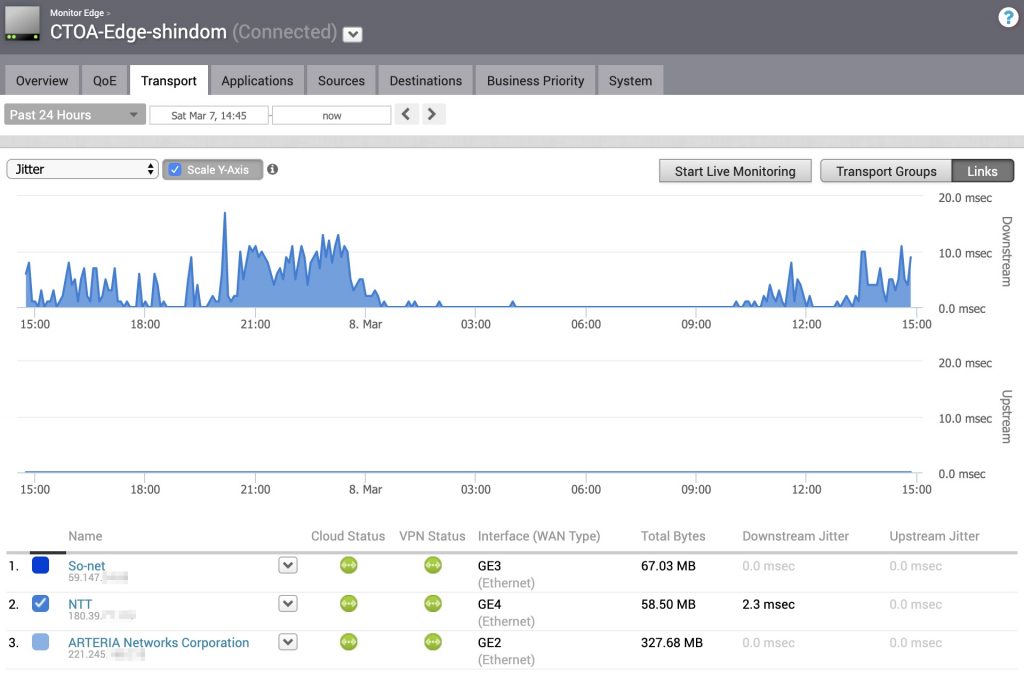 Monitor Edge >
CTOA-Edge-shindom (Connected)
?
Overview QoE Transport Applications Sources Destinations Business Priority System
Past 24 Hours Sat Mar 7, 14:45 - now
Jitter Scale Y-Axis Start Live Monitoring Transport Groups Links
20.0 msec
10.0 msec
0.0 msec
Downstream
15:00 18:00 21:00 8. Mar 03:00 06:00 09:00 12:00 15:00
20.0 msec
10.0 msec
0.0 msec
Upstream
15:00 18:00 21:00 8. Mar 03:00 06:00 09:00 12:00 15:00
Name Cloud Status VPN Status Interface (WAN Type) Total Bytes Downstream Jitter Upstream Jitter
1. So-net GE3 67.03 MB 0.0 msec 0.0 msec
59.147. (Ethernet)
2. NTT GE4 58.50 MB 2.3 msec 0.0 msec
180.39. (Ethernet)
3. ARTERIA Networks Corporation GE2 327.68 MB 0.0 msec 0.0 msec
221.245. (Ethernet)